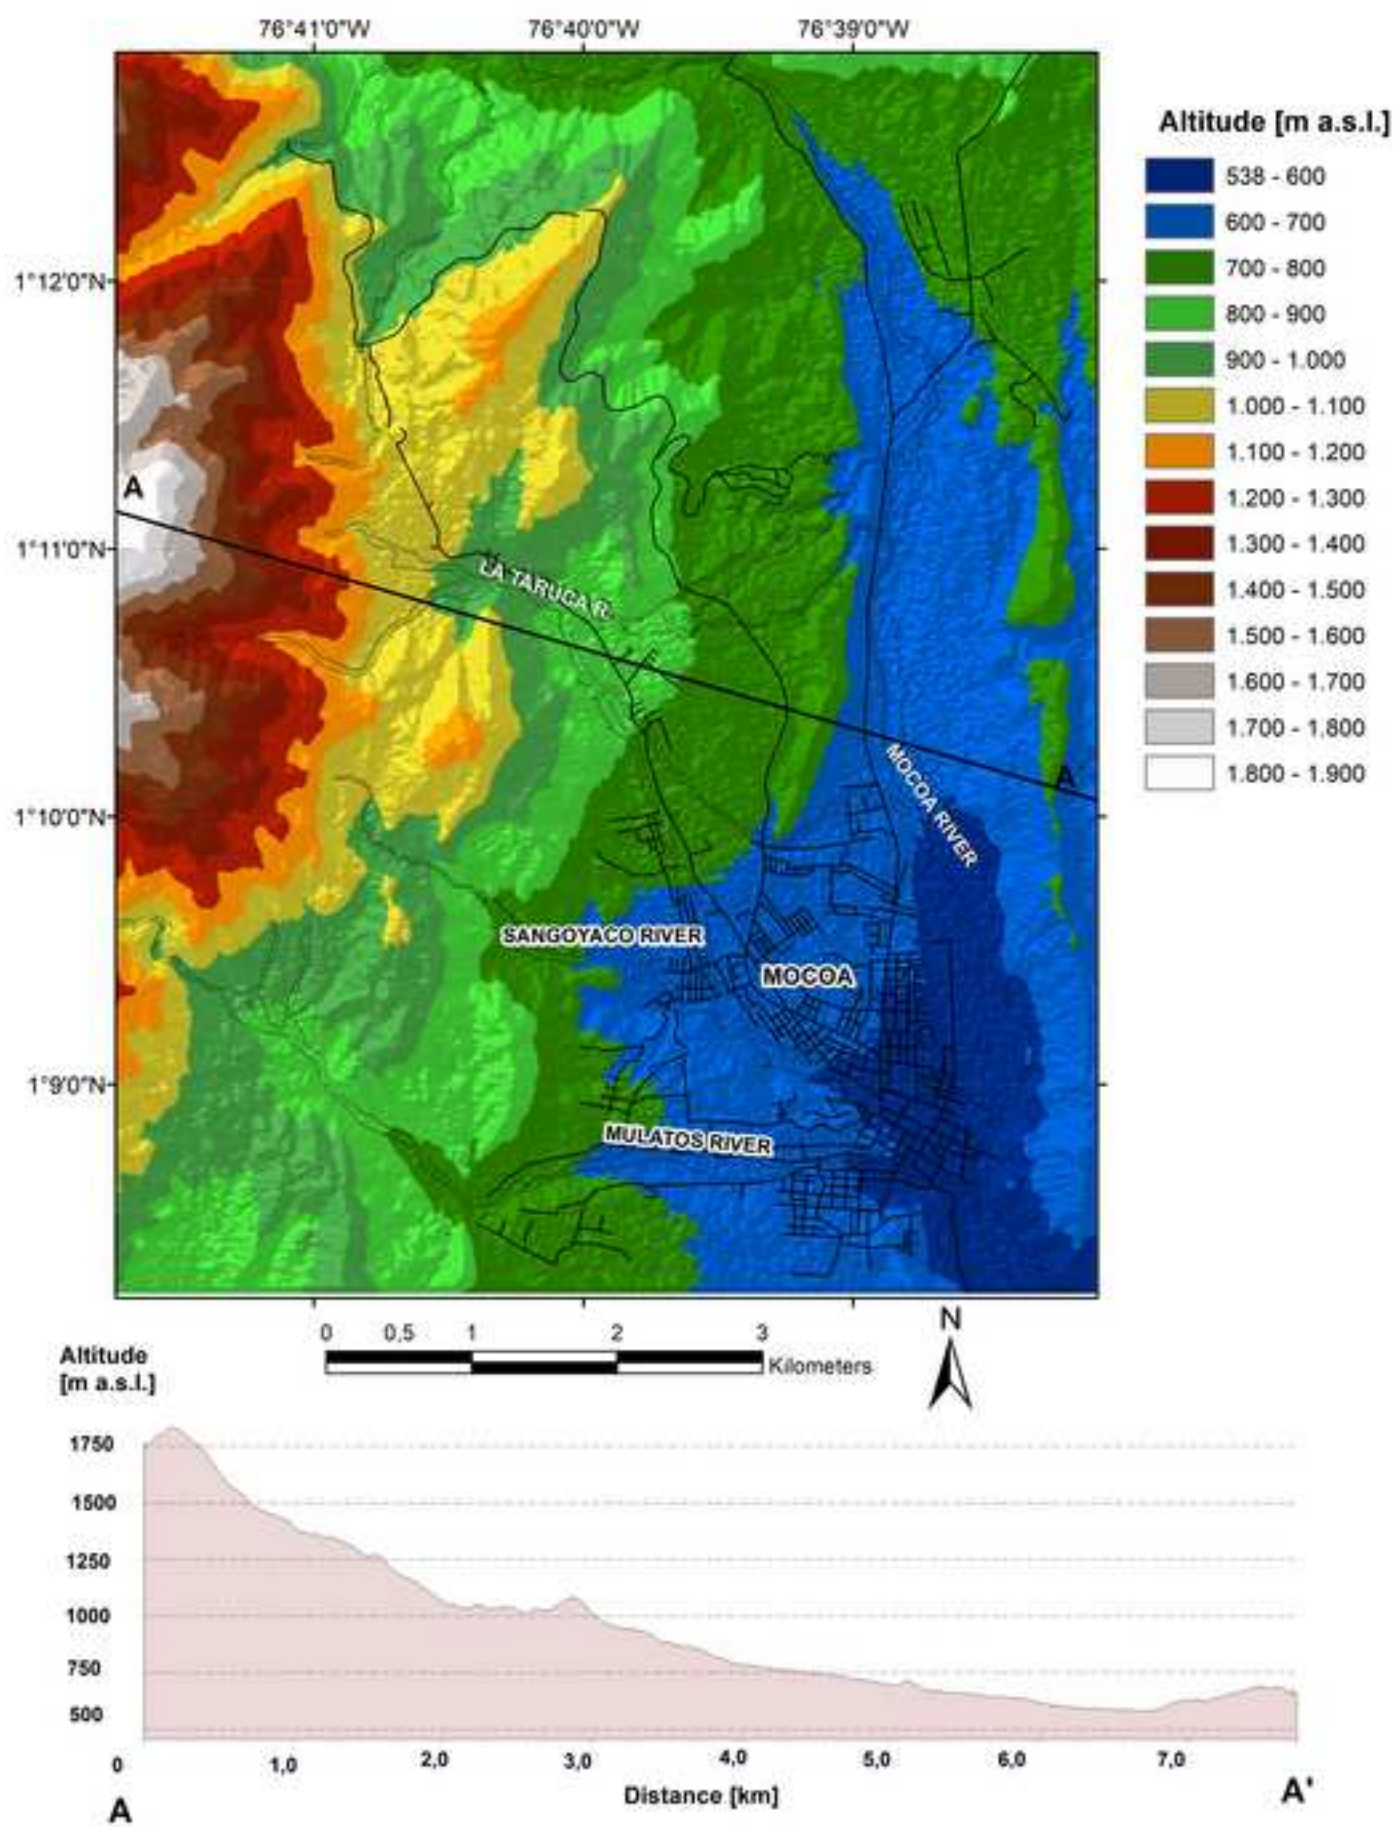 76°41'0"W 76°40'0"W 76°39'0"W
Altitude [m a.s.l.]
538 - 600
600 - 700
700 - 800
800 - 900
900 - 1.000
1.000 - 1.100
1.100 - 1.200
1.200 - 1.300
1.300 - 1.400
1.400 - 1.500
1.500 - 1.600
1.600 - 1.700
1.700 - 1.800
1.800 - 1.900
1°12'0"N
A
1°11'0"N
LA TARUCA R.
MOCOA RIVER
A'
1°10'0"N
SANGOYACO RIVER
MOCOA
1°9'0"N
MULATOS RIVER
N
0 0,5 1 2 3
Kilometers
Altitude
[m a.s.l.]
1750
1500
1250
1000
750
500
0 1,0 2,0 3,0 4,0 5,0 6,0 7,0
Distance [km]
A A'